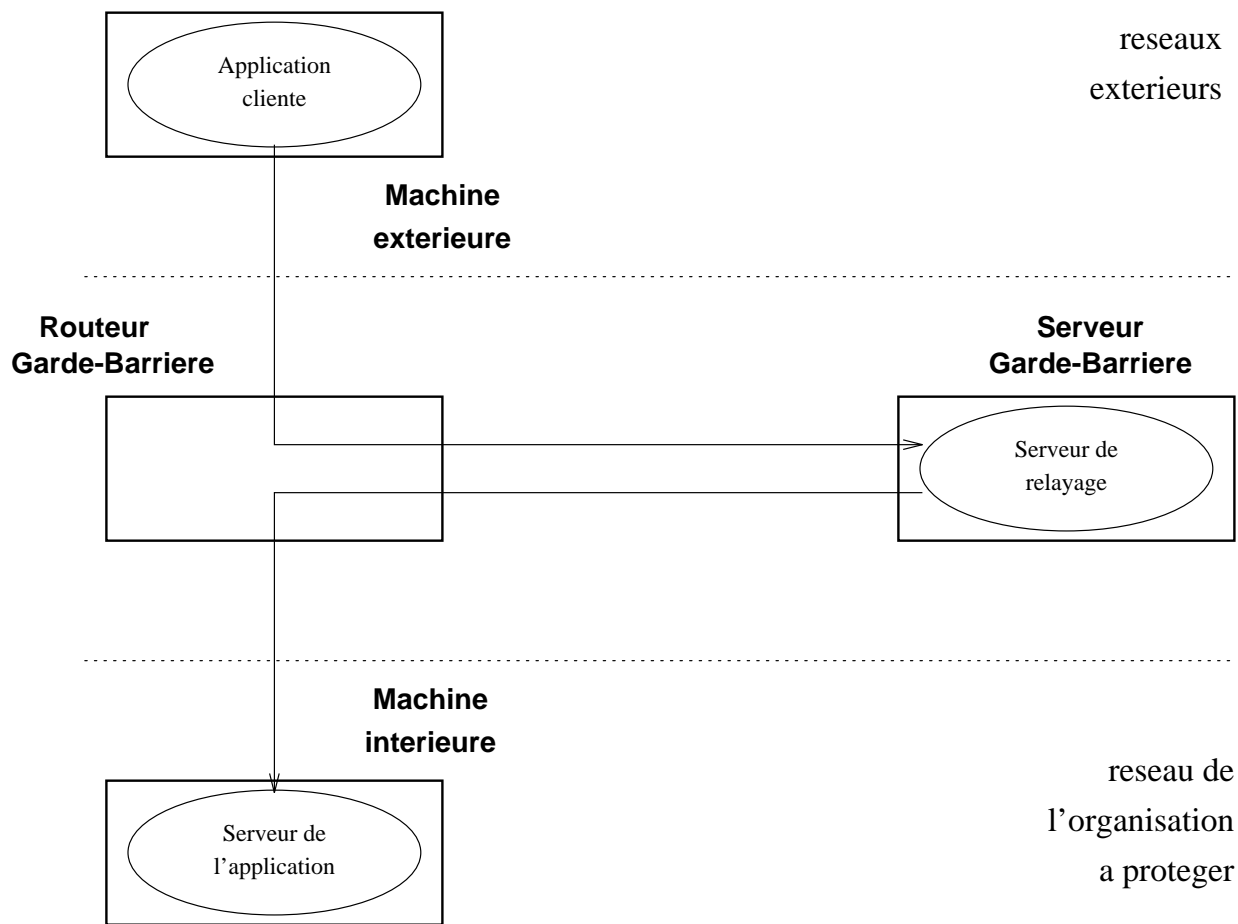 Application
cliente
reseaux
exterieurs
Machine
exterieure
Routeur
Garde-Barriere
Serveur
Garde-Barriere
Serveur de
relayage
Machine
interieure
Serveur de
l'application
reseau de
l'organisation
a proteger